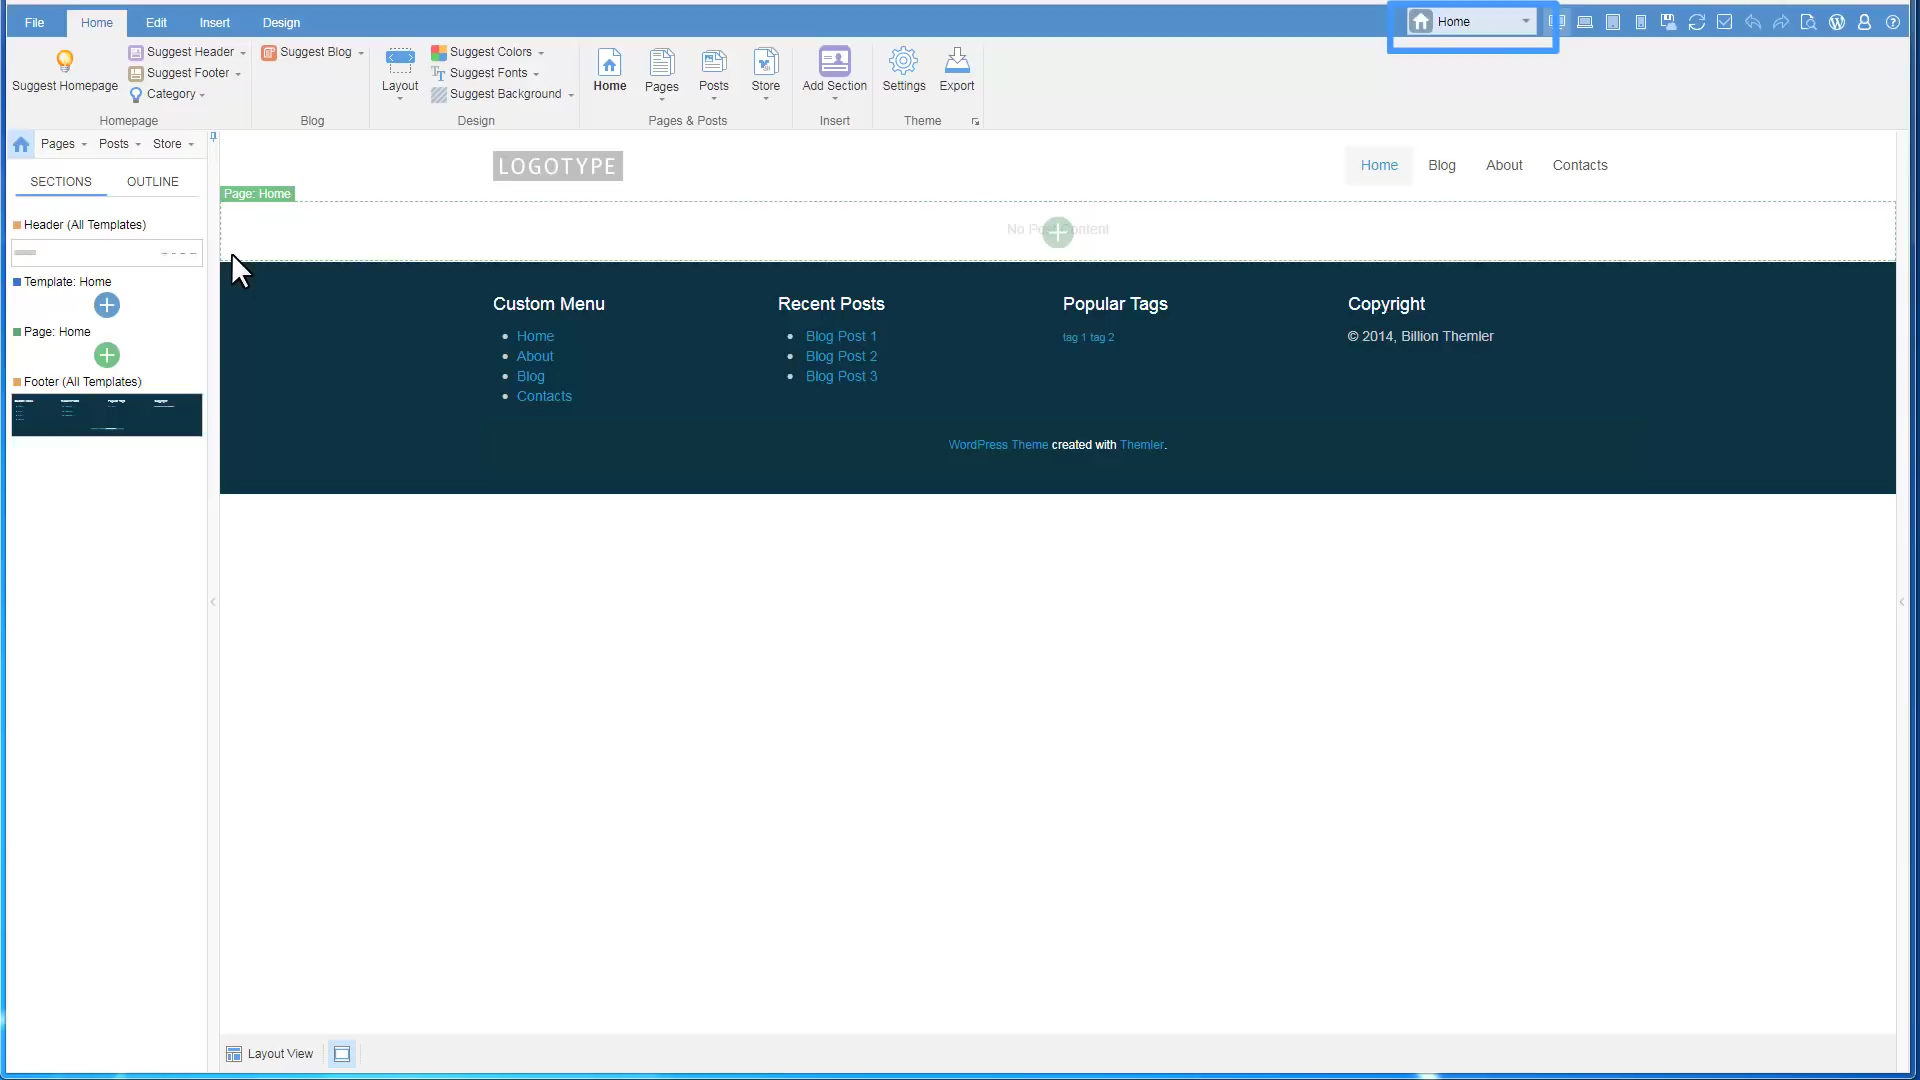 File Home Edit Insert Design Home
Suggest Homepage
Suggest Header
Suggest Footer
Category
Homepage
Suggest Blog
Blog
Layout
Suggest Colors
Suggest Fonts
Suggest Background
Design
Home Pages Posts Store
Pages & Posts
Add Section
Insert
Settings Export
Theme
Pages Posts Store
SECTIONS OUTLINE
Header (All Templates)
Template: Home
Page: Home
Footer (All Templates)
LOGOTYPE
Home Blog About Contacts
Page: Home
Custom Menu
Home
About
Blog
Contacts
Recent Posts
Blog Post 1
Blog Post 2
Blog Post 3
Popular Tags
tag 1 tag 2
Copyright
© 2014, Billion Themler
WordPress Theme created with Themler.
Layout View